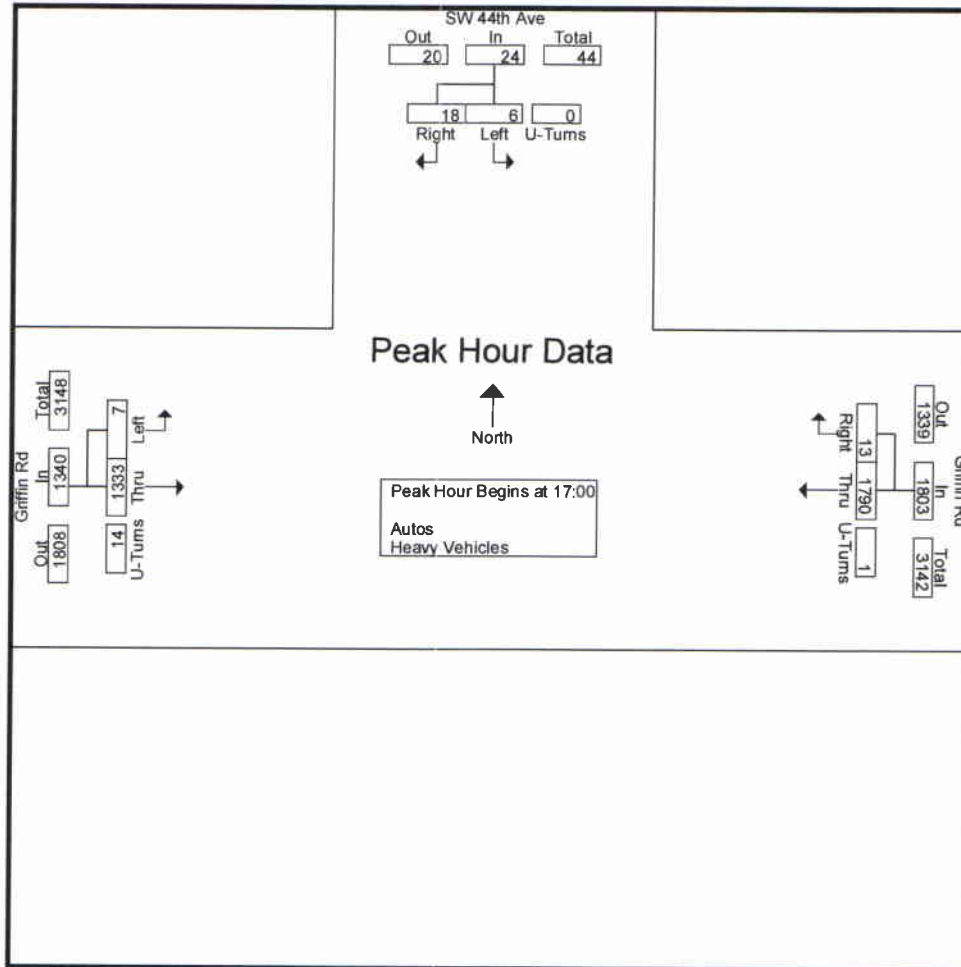 SW 44th Ave
Out In Total
20 24 44
18 6 0
Right Left U-Turns
Peak Hour Data
North
Peak Hour Begins at 17:00
Autos
Heavy Vehicles
Griffin Rd
Out In Total
1808 1340 3148
14 1333 7
U-Turns Thru Left
Griffin Rd
Out In Total
1339 1803 3142
13 1790 1
Right Thru U-Turns